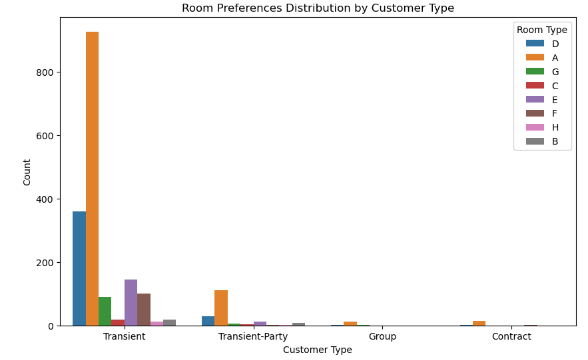 Room Preferences Distribution by Customer Type
Room Type
D
A
G
C
E
F
H
B
800
600
400
200
0
Count
Transient Transient-Party Group Contract
Customer Type